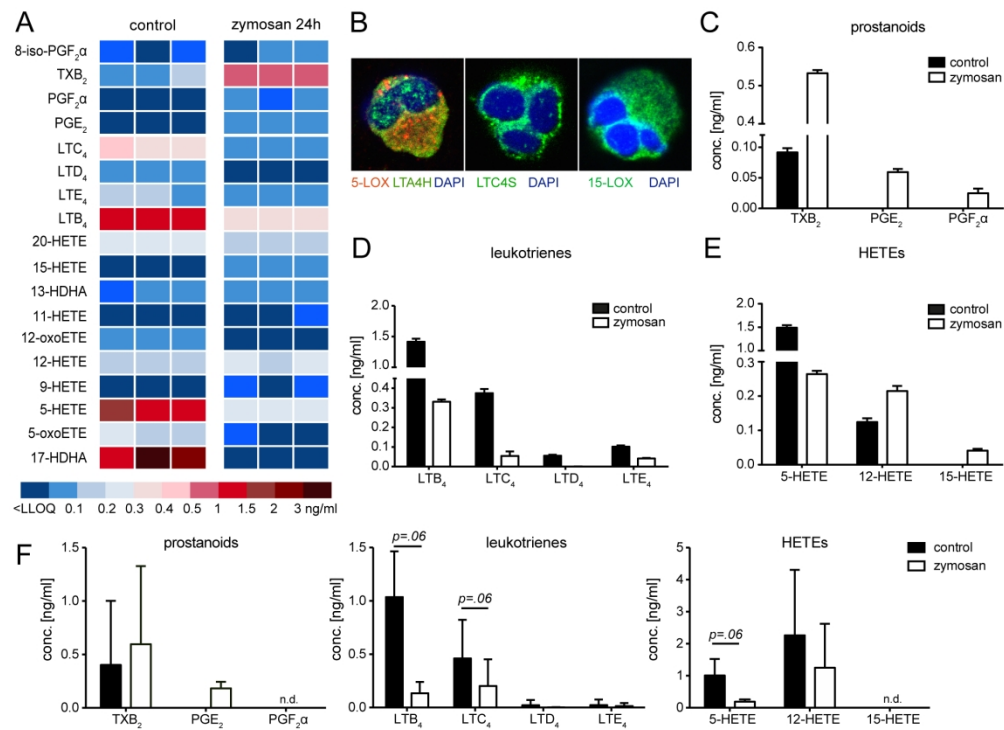 A
control zymosan 24h
8-iso-PGF₂α
TXB₂
PGF₂α
PGE₂
LTC₄
LTD₄
LTE₄
LTB₄
20-HETE
15-HETE
13-HDHA
11-HETE
12-oxoETE
12-HETE
9-HETE
5-HETE
5-oxoETE
17-HDHA
<LLOQ 0.1 0.2 0.3 0.4 0.5 1 1.5 2 3 ng/ml
B
5-LOX LTA4H DAPI LTC4S DAPI 15-LOX DAPI
C
prostanoids
control
zymosan
conc. [ng/ml]
0.6
0.5
0.4
0.10
0.05
0.00
TXB₂ PGE₂ PGF₂α
D
leukotrienes
control
zymosan
conc. [ng/ml]
2.0
1.5
1.0
0.4
0.3
0.2
0.1
0.0
LTB₄ LTC₄ LTD₄ LTE₄
E
HETEs
control
zymosan
conc. [ng/ml]
2.0
1.5
1.0
0.3
0.2
0.1
0.0
5-HETE 12-HETE 15-HETE
F
prostanoids
conc. [ng/ml]
1.5
1.0
0.5
0.0
n.d.
TXB₂ PGE₂ PGF₂α
leukotrienes
conc. [ng/ml]
1.5
1.0
0.5
0.0
p=.06
p=.06
LTB₄ LTC₄ LTD₄ LTE₄
HETEs
control
zymosan
conc. [ng/ml]
5
4
3
2
1
0
p=.06
n.d.
5-HETE 12-HETE 15-HETE